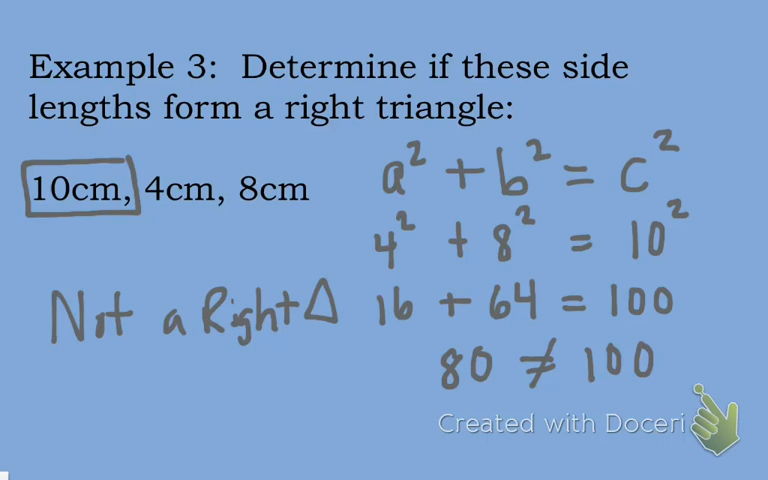 Example 3: Determine if these side
lengths form a right triangle:
10cm, 4cm, 8cm
a² + b² = c²
4² + 8² = 10²
16 + 64 = 100
80 ≠ 100
Not a Right △
Created with Doceri